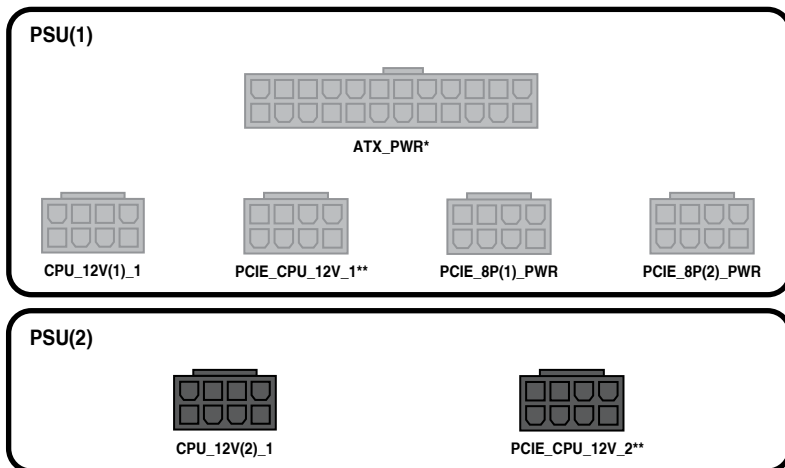 PSU(1)
ATX_PWR*
CPU_12V(1)_1 PCIE_CPU_12V_1** PCIE_8P(1)_PWR PCIE_8P(2)_PWR
PSU(2)
CPU_12V(2)_1 PCIE_CPU_12V_2**